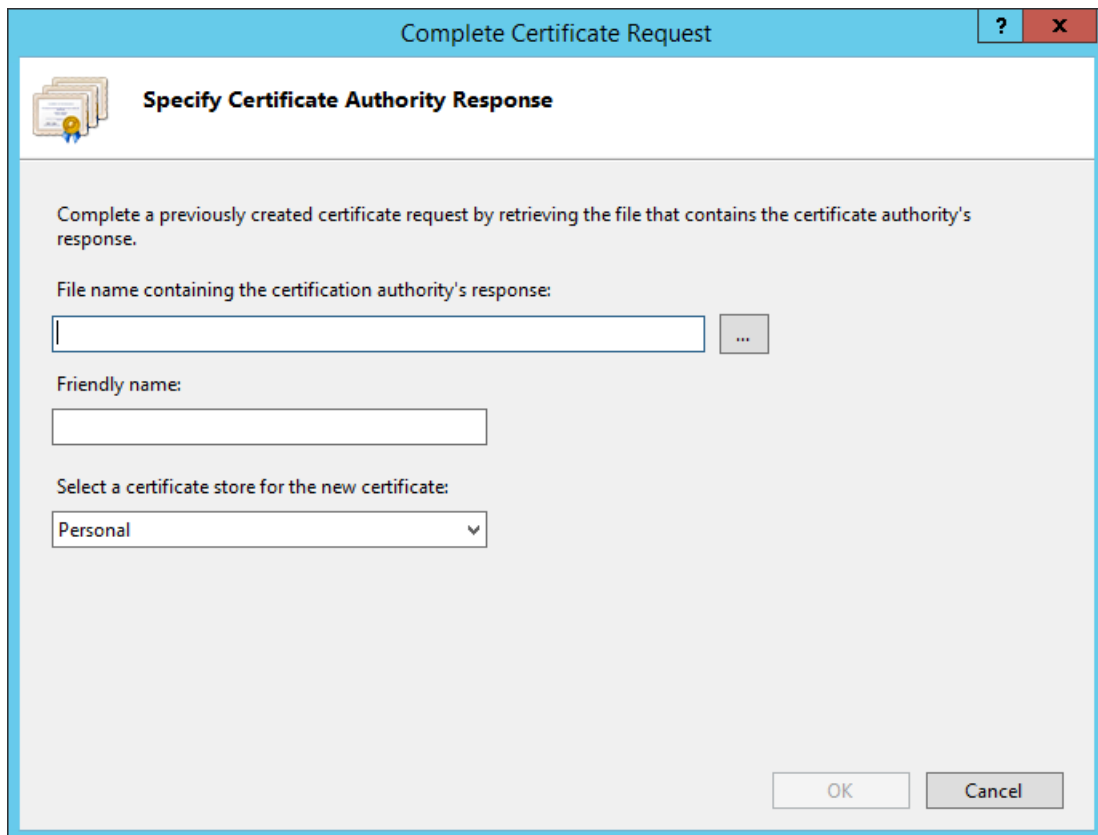 Complete Certificate Request
?
x
Specify Certificate Authority Response
Complete a previously created certificate request by retrieving the file that contains the certificate authority's
response.
File name containing the certification authority's response:
...
Friendly name:
Select a certificate store for the new certificate:
Personal
OK
Cancel